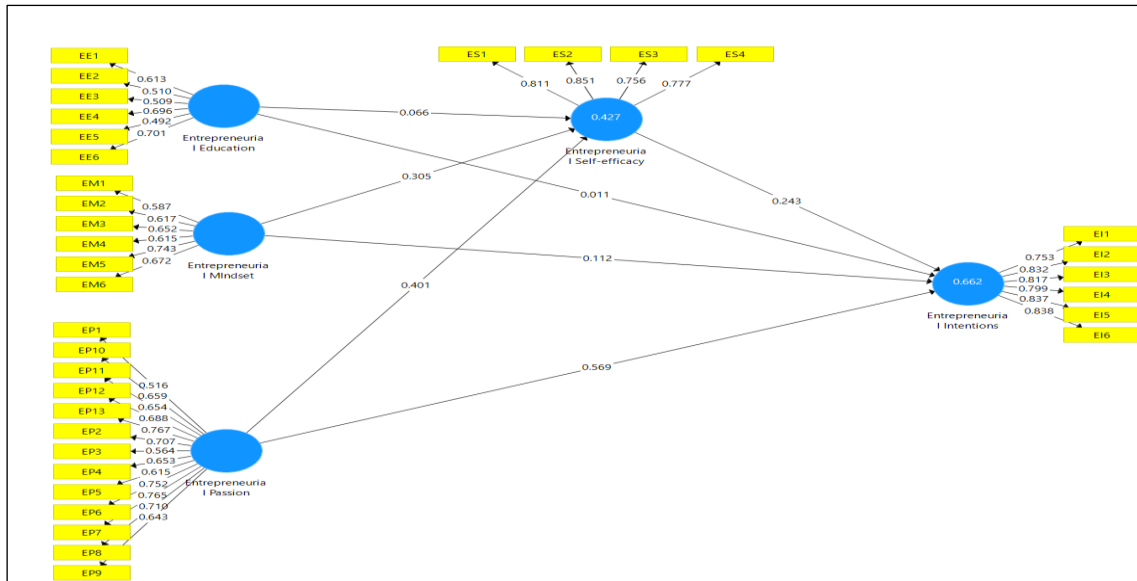 ES1 ES2 ES3 ES4
0.811 0.851 0.756 0.777
0.427
Entrepreneuria
l Self-efficacy
EE1
EE2
EE3
EE4
EE5
EE6
0.613
0.510
0.509
0.696
0.492
0.701
Entrepreneuria
l Education
0.066
0.011
EM1
EM2
EM3
EM4
EM5
EM6
0.587
0.617
0.652
0.615
0.743
0.672
Entrepreneuria
l Mindset
0.305
0.112
0.243
EP1
EP10
EP11
EP12
EP13
EP2
EP3
EP4
EP5
EP6
EP7
EP8
EP9
0.516
0.659
0.654
0.688
0.767
0.707
0.564
0.653
0.615
0.752
0.765
0.710
0.643
Entrepreneuria
l Passion
0.401
0.569
0.662
Entrepreneuria
l Intentions
0.753
0.832
0.817
0.799
0.837
0.838
EI1
EI2
EI3
EI4
EI5
EI6